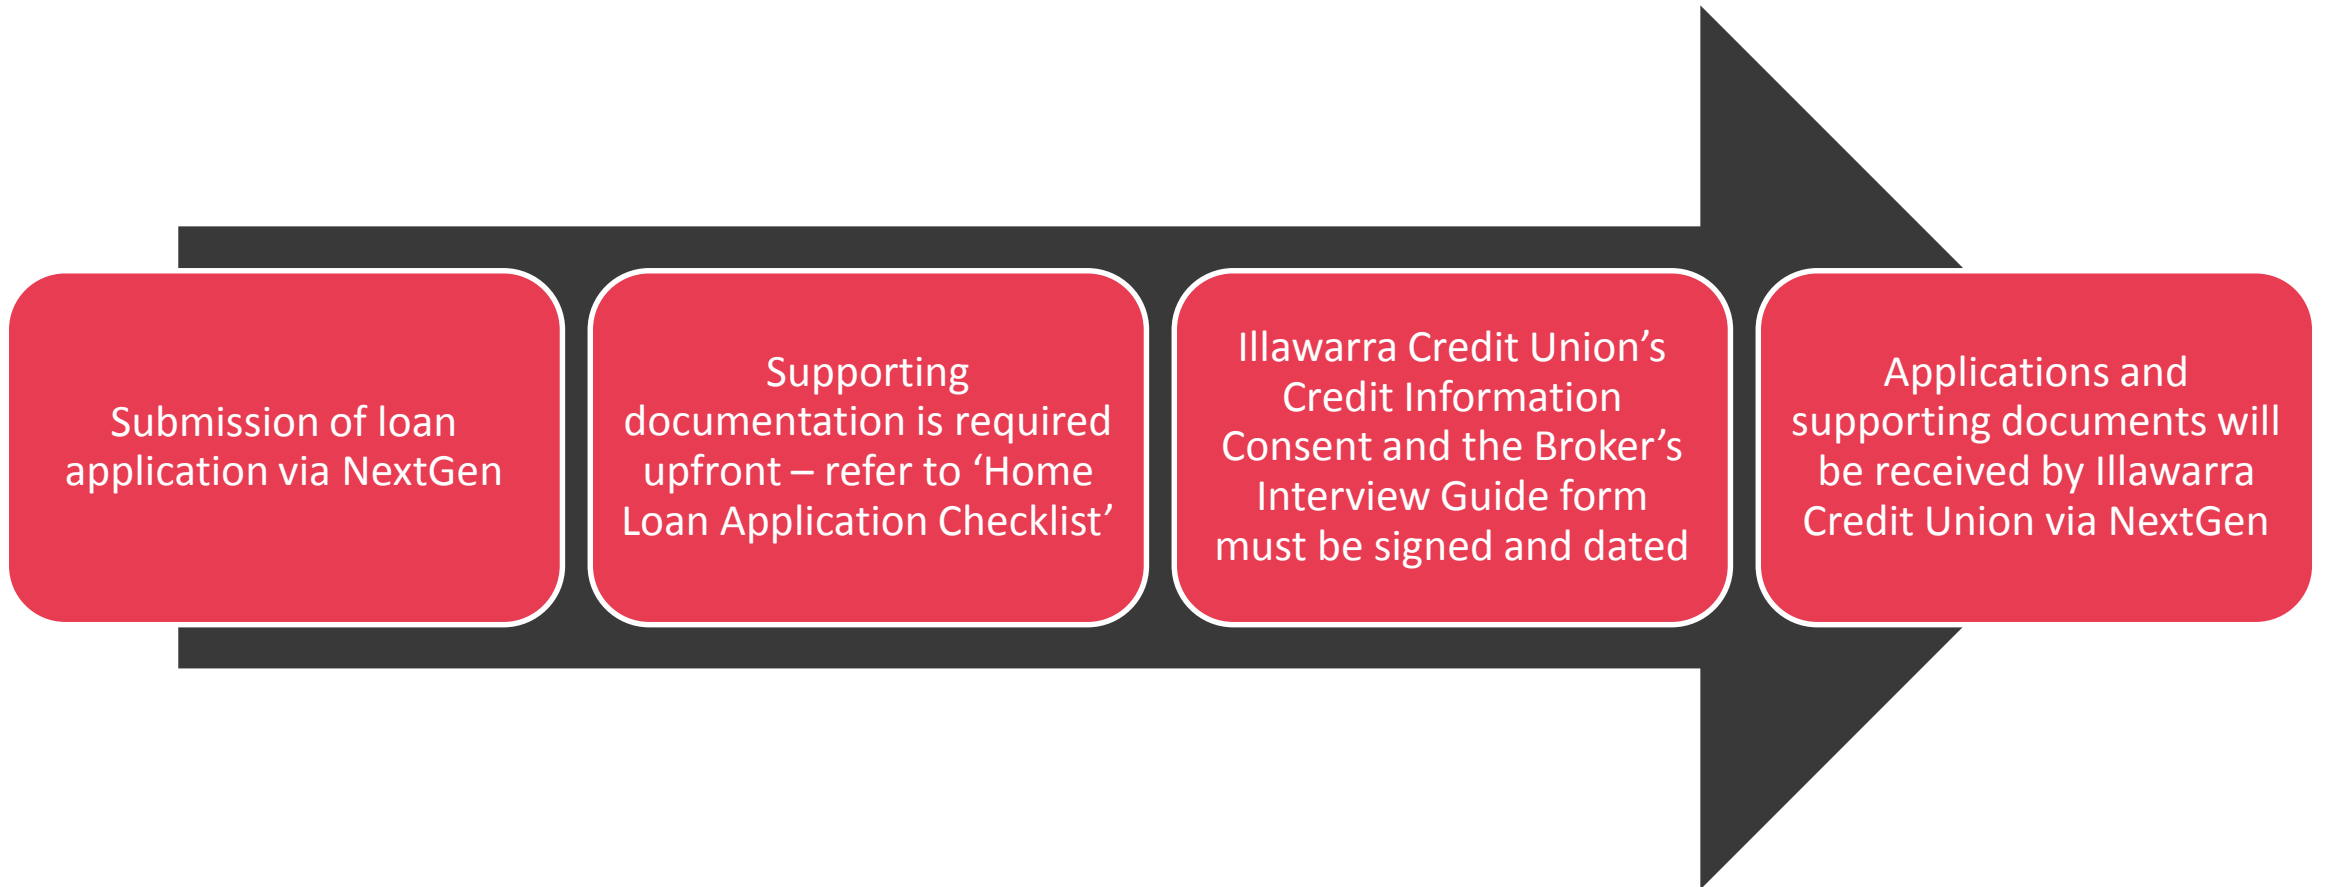 Submission of loan
application via NextGen
Supporting
documentation is required
upfront – refer to ‘Home
Loan Application Checklist’
Illawarra Credit Union’s
Credit Information
Consent and the Broker’s
Interview Guide form
must be signed and dated
Applications and
supporting documents will
be received by Illawarra
Credit Union via NextGen